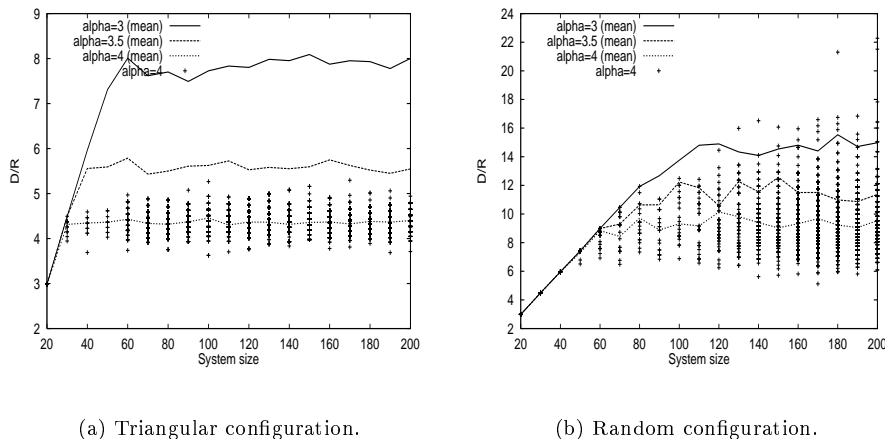 9
8
7
6
5
4
3
2
D/R
alpha=3 (mean)
alpha=3.5 (mean)
alpha=4 (mean)
alpha=4
20 40 60 80 100 120 140 160 180 200
System size
(a) Triangular configuration.
24
22
20
18
16
14
12
10
8
6
4
2
D/R
alpha=3 (mean)
alpha=3.5 (mean)
alpha=4 (mean)
alpha=4
20 40 60 80 100 120 140 160 180 200
System size
(b) Random configuration.